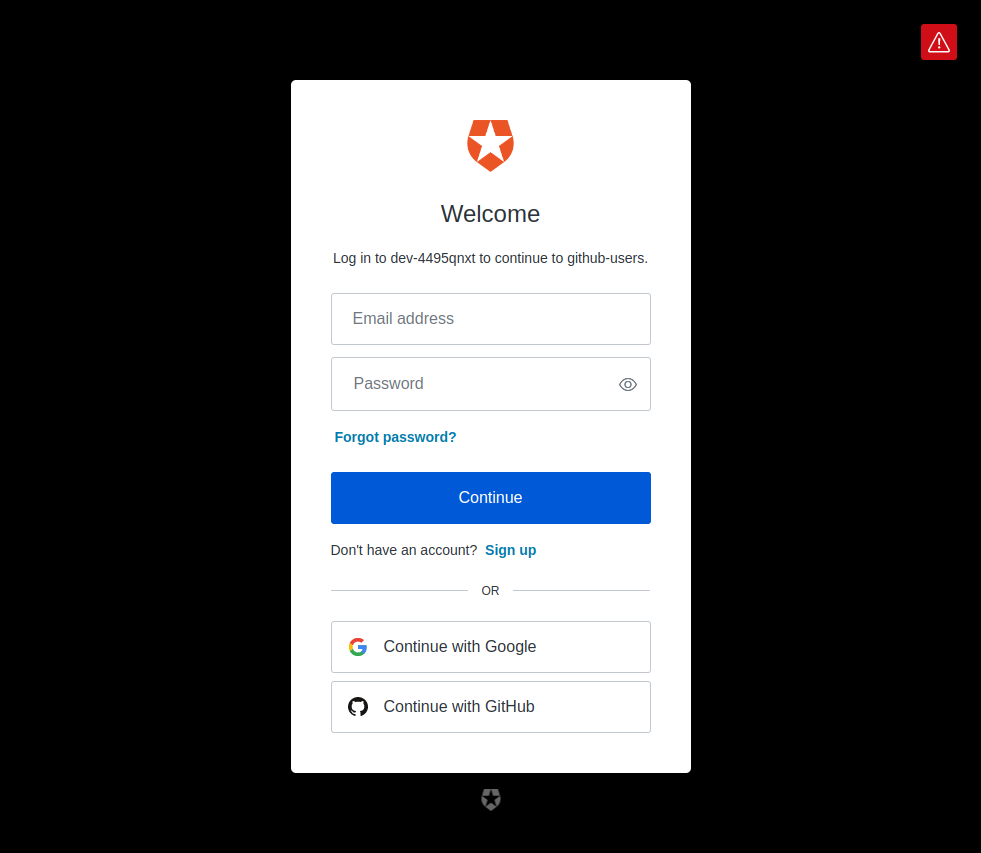 Welcome
Log in to dev-4495qnxt to continue to github-users.
Email address
Password
Forgot password?
Continue
Don't have an account? Sign up
OR
Continue with Google
Continue with GitHub